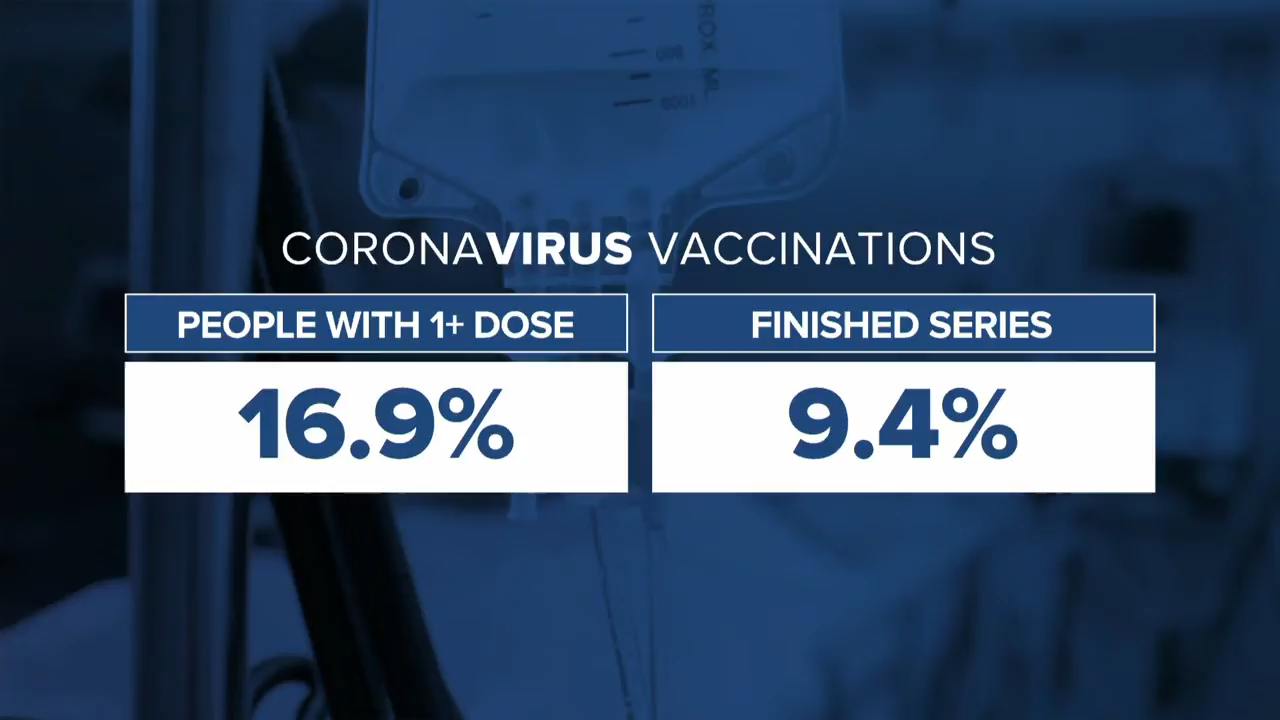 CORONAVIRUS VACCINATIONS
PEOPLE WITH 1+ DOSE
FINISHED SERIES
16.9%
9.4%